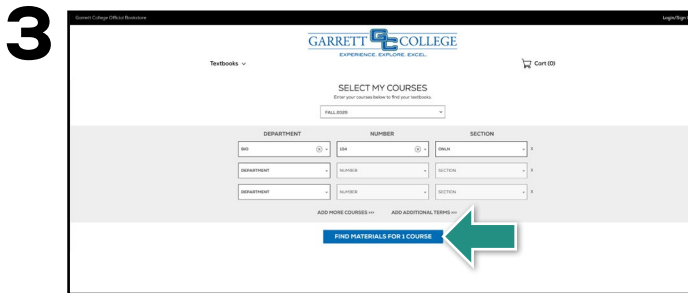 3
Garrett College Official Bookstore
Login/Sign
GARRETT GC COLLEGE
EXPERIENCE. EXPLORE. EXCEL.
Textbooks
Cart (0)
SELECT MY COURSES
Enter your courses below to find your textbooks.
FALL 2020
DEPARTMENT NUMBER SECTION
BIO 104 ONLN X
DEPARTMENT NUMBER SECTION X
DEPARTMENT NUMBER SECTION X
ADD MORE COURSES >>> ADD ADDITIONAL TERMS >>>
FIND MATERIALS FOR 1 COURSE